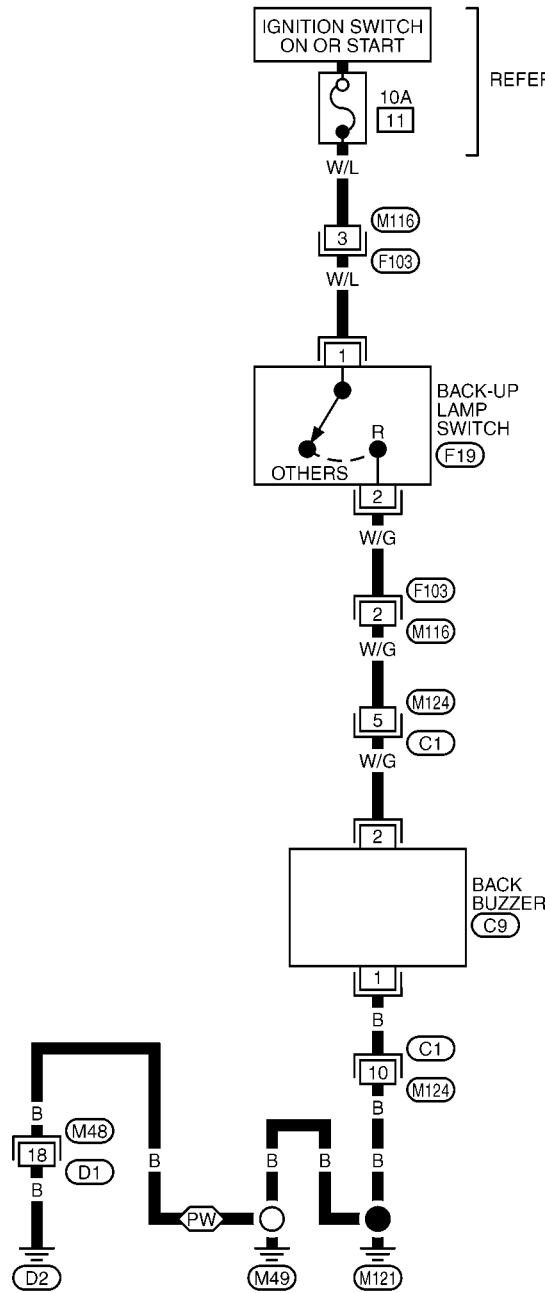 IGNITION SWITCH
ON OR START
REFER
10A
11
W/L
M116
3
F103
W/L
1
BACK-UP
LAMP
SWITCH
R
F19
OTHERS
2
W/G
F103
2
M116
W/G
M124
5
C1
W/G
2
BACK
BUZZER
C9
1
B
C1
10
M124
B
B
M48
18
D1
B
B
B
B
B
PW
D2
M49
M121